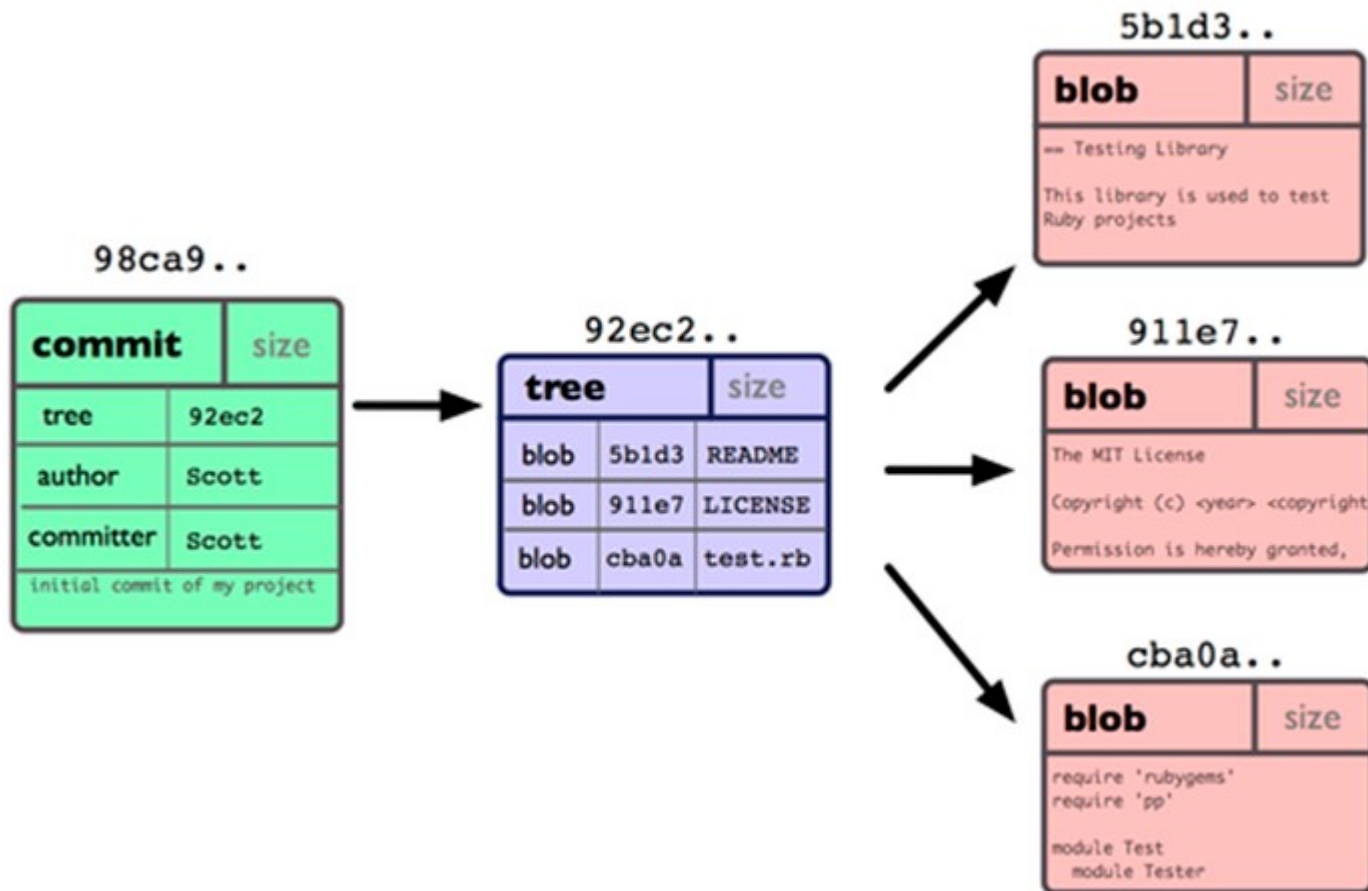 98ca9..
commit size
tree 92ec2
author Scott
committer Scott
initial commit of my project
92ec2..
tree size
blob 5b1d3 README
blob 911e7 LICENSE
blob cba0a test.rb
5b1d3..
blob size
== Testing Library
This library is used to test
Ruby projects
911e7..
blob size
The MIT License
Copyright (c) <year> <copyright
Permission is hereby granted,
cba0a..
blob size
require 'rubygems'
require 'pp'
module Test
module Tester